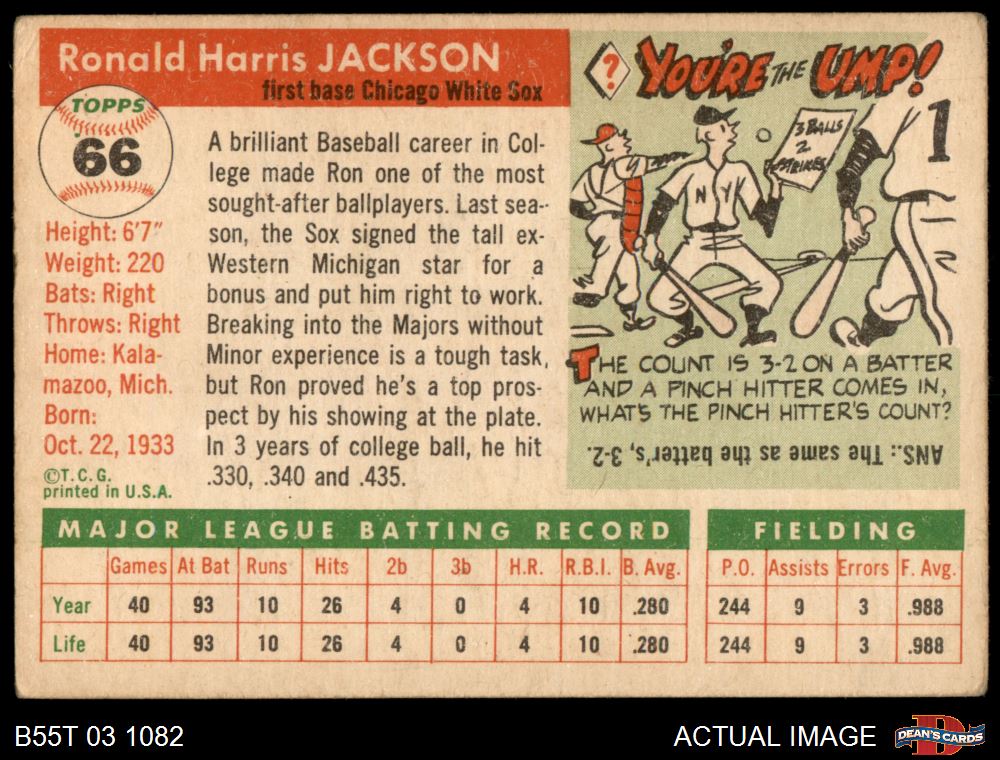 Ronald Harris JACKSON
first base Chicago White Sox
TOPPS
66
Height: 6'7"
Weight: 220
Bats: Right
Throws: Right
Home: Kala-
mazoo, Mich.
Born:
Oct. 22, 1933
©T.C.G.
printed in U.S.A.
A brilliant Baseball career in Col-
lege made Ron one of the most
sought-after ballplayers. Last sea-
son, the Sox signed the tall ex-
Western Michigan star for a
bonus and put him right to work.
Breaking into the Majors without
Minor experience is a tough task,
but Ron proved he's a top pros-
pect by his showing at the plate.
In 3 years of college ball, he hit
.330, .340 and .435.
? YOU'RE THE UMP!
3 BALLS
2
STRIKES
NY
1
THE COUNT IS 3-2 ON A BATTER
AND A PINCH HITTER COMES IN,
WHAT'S THE PINCH HITTER'S COUNT?
ANS.: The same as the batter's, 3-2.
MAJOR LEAGUE BATTING RECORD
Games At Bat Runs Hits 2b 3b H.R. R.B.I. B. Avg.
Year 40 93 10 26 4 0 4 10 .280
Life 40 93 10 26 4 0 4 10 .280
FIELDING
P.O. Assists Errors F. Avg.
244 9 3 .988
244 9 3 .988
B55T 03 1082
ACTUAL IMAGE
D
DEAN'S CARDS